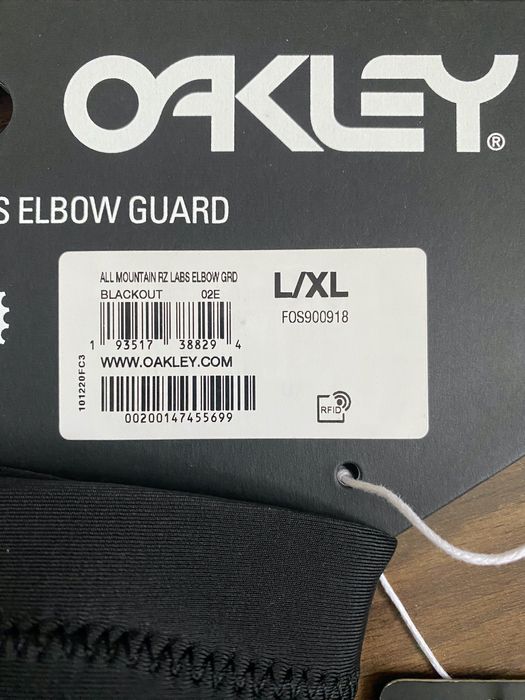 OAKLEY®
S ELBOW GUARD
ALL MOUNTAIN RZ LABS ELBOW GRD
BLACKOUT 02E
L/XL
FOS900918
1 93517 38829 4
WWW.OAKLEY.COM
00200147455699
101220FC3
RFID